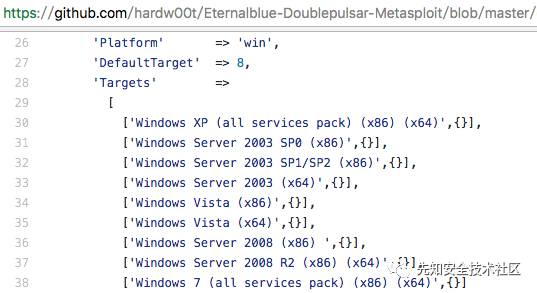 https://github.com/hardw00t/Eternalblue-Doublepulsar-Metasploit/blob/master/
26 'Platform' => 'win',
27 'DefaultTarget' => 8,
28 'Targets' =>
29 [
30 ['Windows XP (all services pack) (x86) (x64)',{}],
31 ['Windows Server 2003 SP0 (x86)',{}],
32 ['Windows Server 2003 SP1/SP2 (x86)',{}],
33 ['Windows Server 2003 (x64)',{}],
34 ['Windows Vista (x86)',{}],
35 ['Windows Vista (x64)',{}],
36 ['Windows Server 2008 (x86) ',{}],
37 ['Windows Server 2008 R2 (x86) (x64)',{}],
38 ['Windows 7 (all services pack) (x86) (x64)',{}]
先知安全技术社区